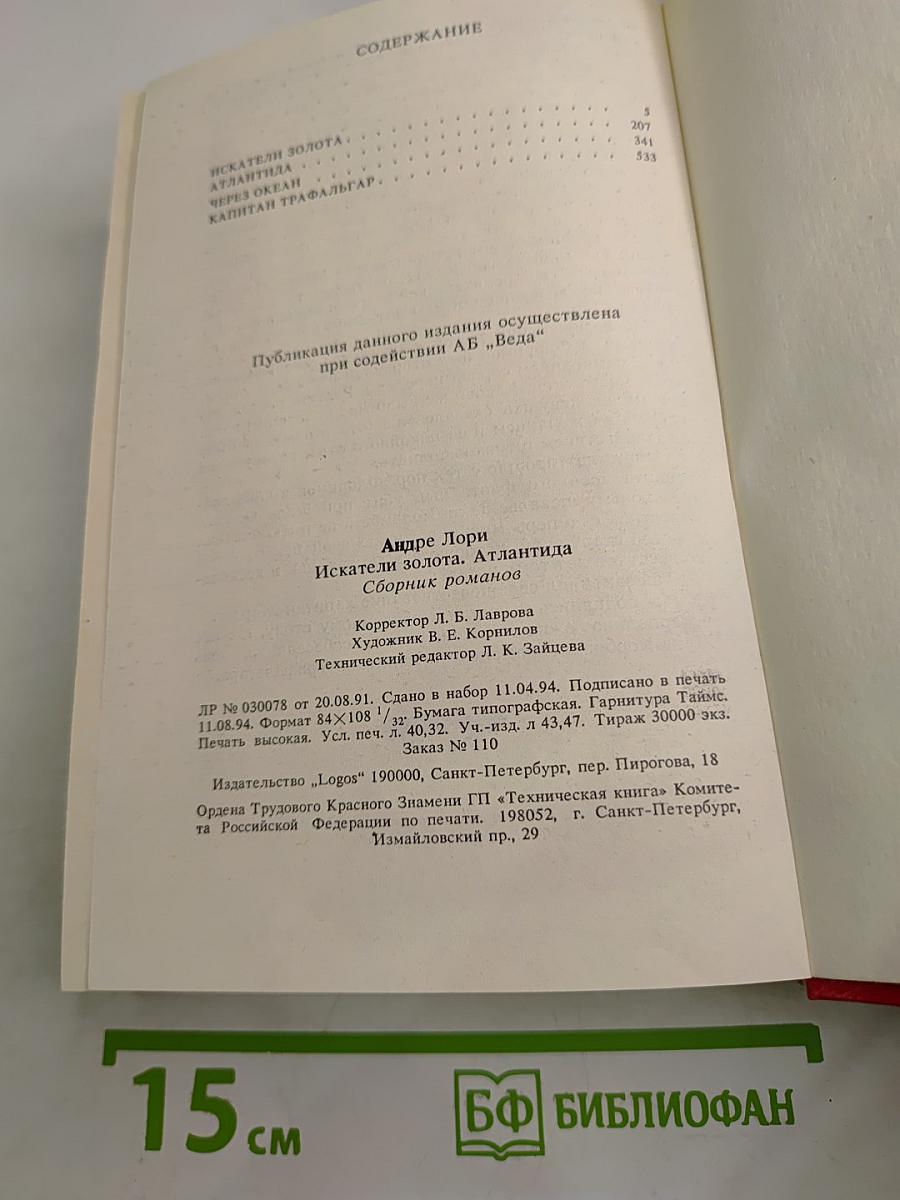 СОДЕРЖАНИЕ
ИСКАТЕЛИ ЗОЛОТА . . . . . . . . . . . . . . . 5
АТЛАНТИДА . . . . . . . . . . . . . . . 207
ЧЕРЕЗ ОКЕАН . . . . . . . . . . . . . . . 341
КАПИТАН ТРАФАЛЬГАР . . . . . . . . . . . . . . . 533
Публикация данного издания осуществлена
при содействии АБ „Веда“
Андре Лори
Искатели золота. Атлантида
Сборник романов
Корректор Л. Б. Лаврова
Художник В. Е. Корнилов
Технический редактор Л. К. Зайцева
ЛР № 030078 от 20.08.91. Сдано в набор 11.04.94. Подписано в печать
11.08.94. Формат 84×108 1/32. Бумага типографская. Гарнитура Таймс.
Печать высокая. Усл. печ. л. 40,32. Уч.-изд. л 43,47. Тираж 30000 экз.
Заказ № 110
Издательство „Logos“ 190000, Санкт-Петербург, пер. Пирогова, 18
Ордена Трудового Красного Знамени ГП «Техническая книга» Комите-
та Российской Федерации по печати. 198052, г. Санкт-Петербург,
Измайловский пр., 29
15 см
БФ БИБЛИОФАН